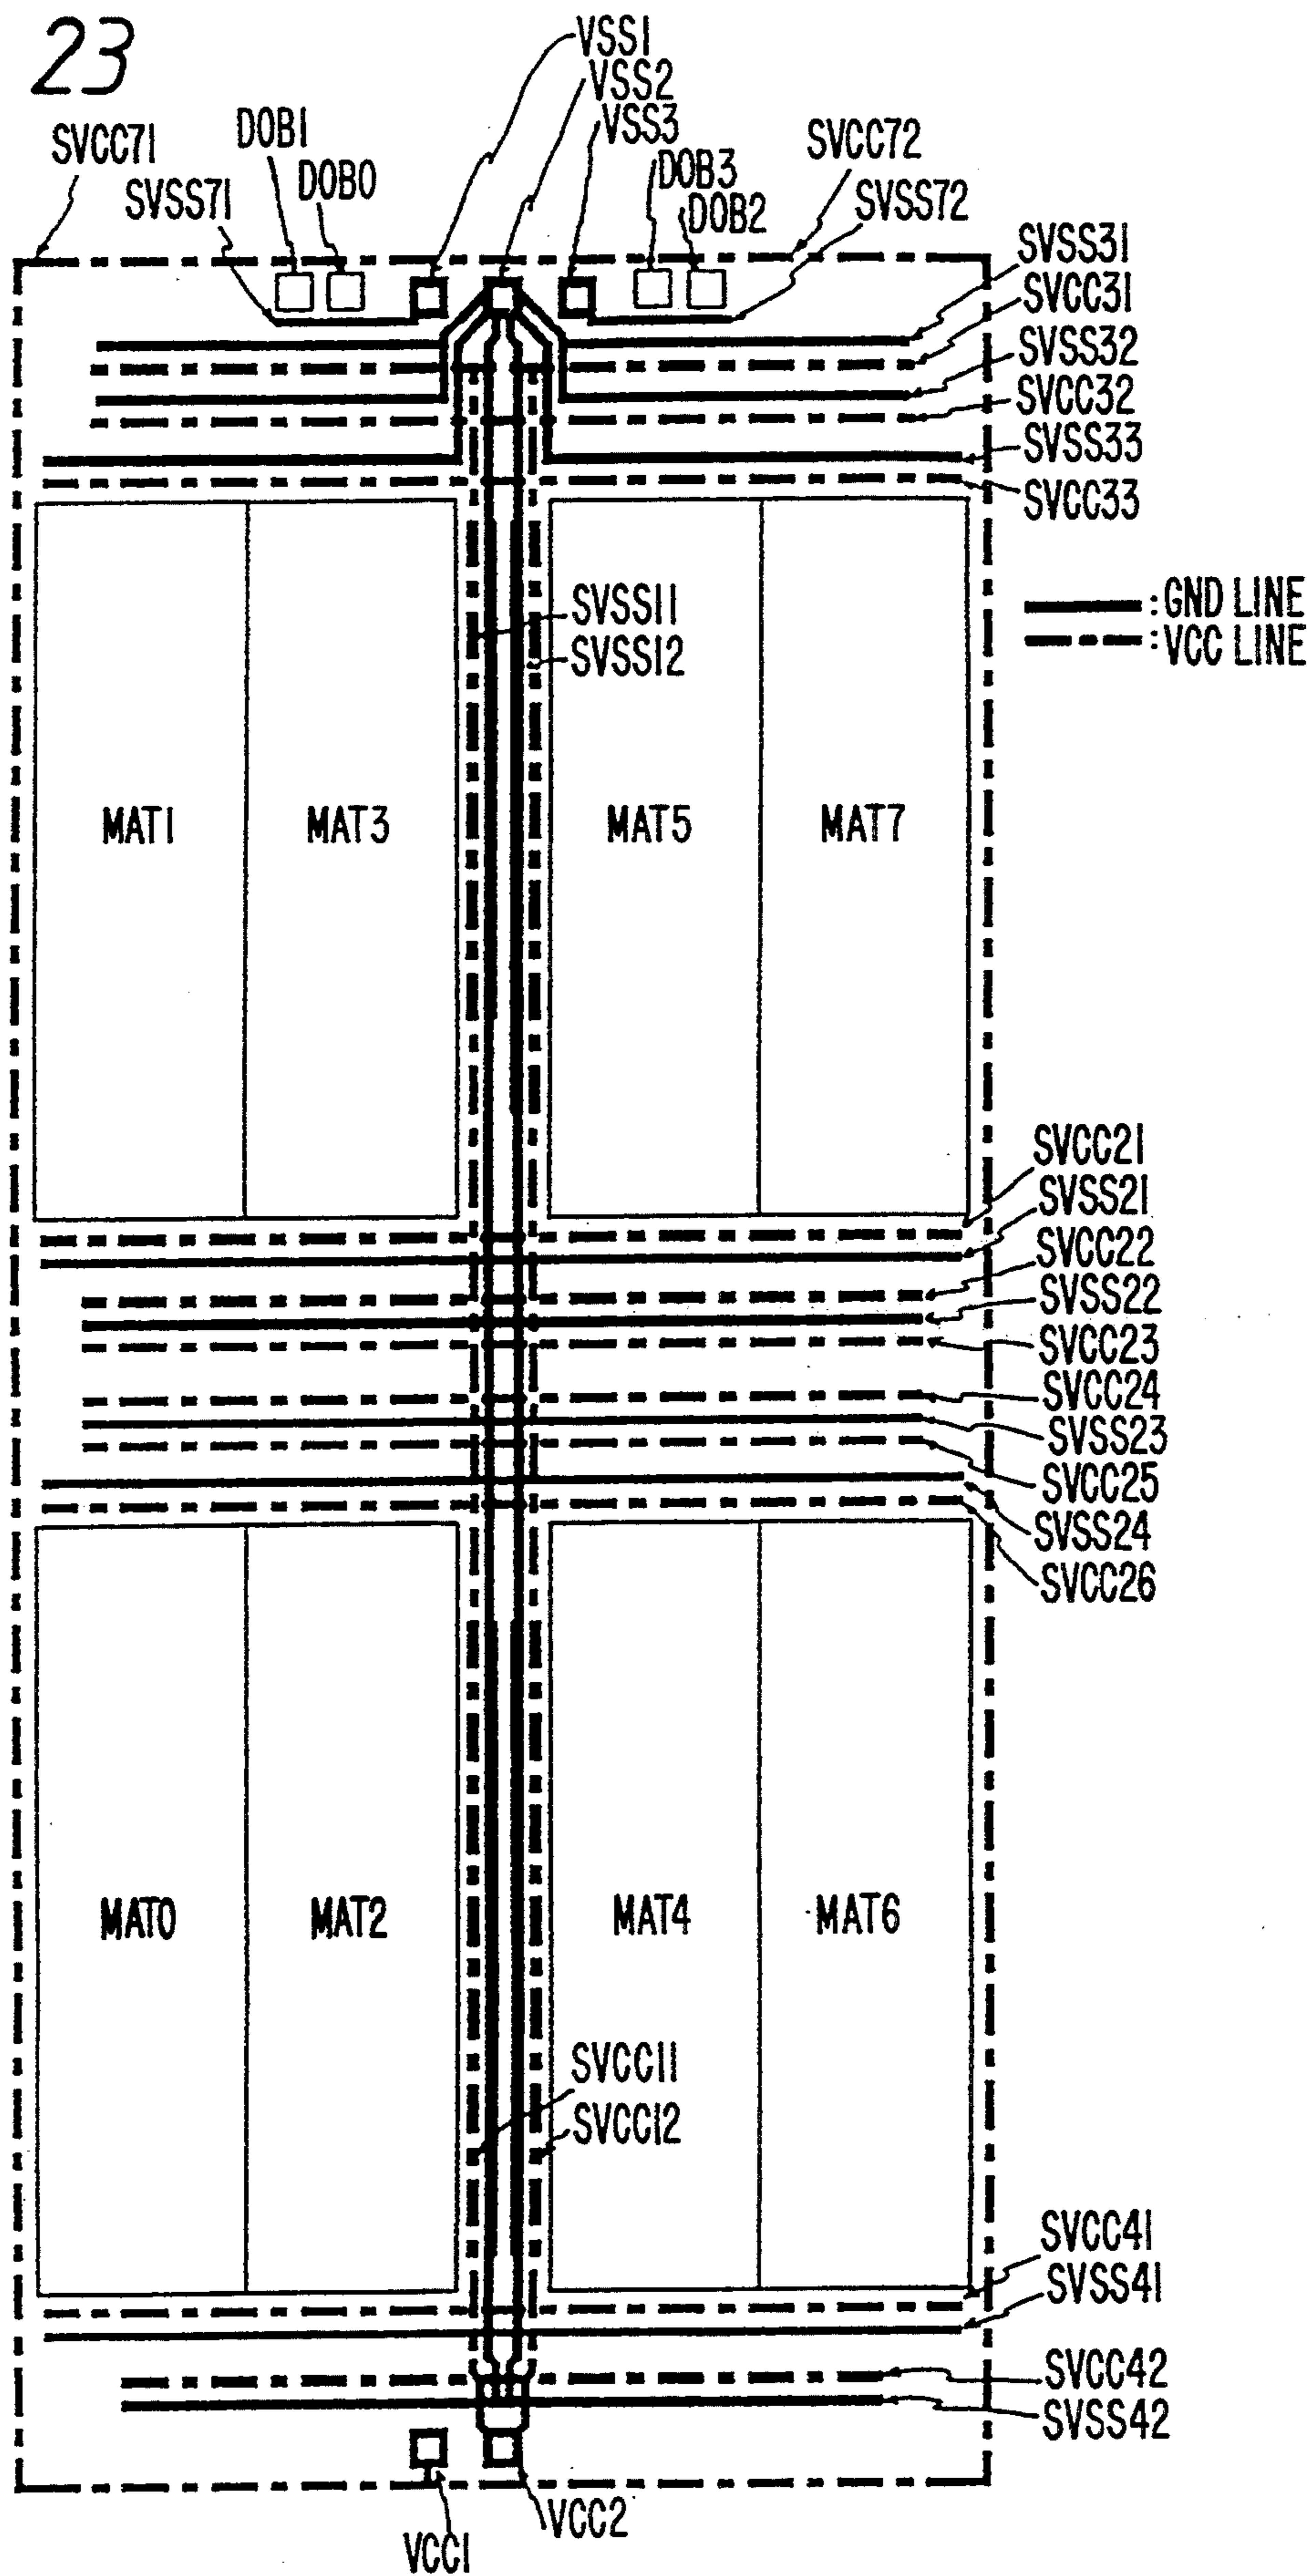 23
VSS1
VSS2
VSS3
DOB1
DOB0
DOB3
DOB2
SVCC71
SVSS71
SVCC72
SVSS72
SVSS31
SVCC31
SVSS32
SVCC32
SVSS33
SVCC33
SVSS11
SVSS12
: GND LINE
: VCC LINE
MAT1
MAT3
MAT5
MAT7
SVCC21
SVSS21
SVCC22
SVSS22
SVCC23
SVCC24
SVSS23
SVCC25
SVSS24
SVCC26
MAT0
MAT2
MAT4
MAT6
SVCC11
SVCC12
SVCC41
SVSS41
SVCC42
SVSS42
VCC1
VCC2